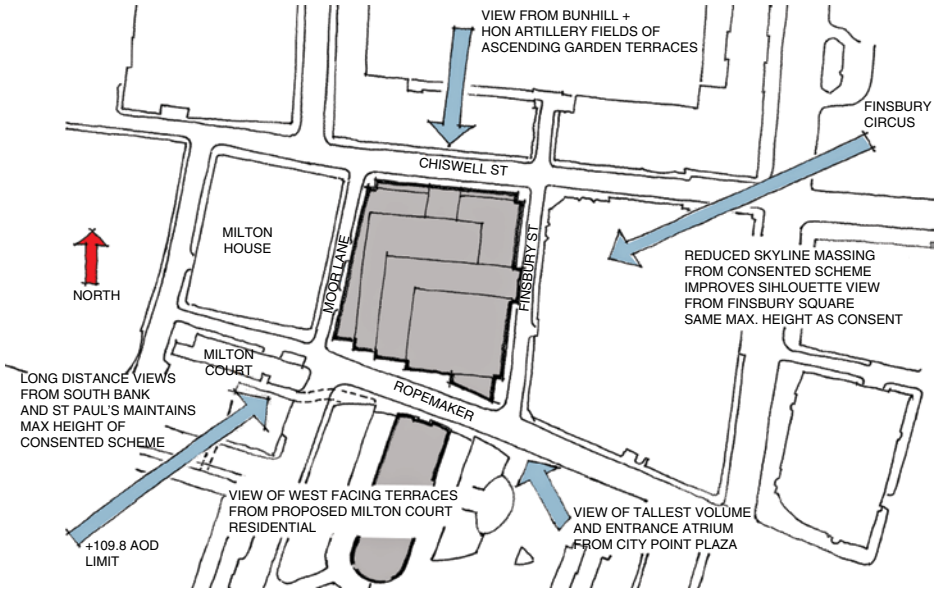 VIEW FROM BUNHILL +
HON ARTILLERY FIELDS OF
ASCENDING GARDEN TERRACES
FINSBURY
CIRCUS
CHISWELL ST
MILTON
HOUSE
MOOR LANE
FINSBURY ST
NORTH
REDUCED SKYLINE MASSING
FROM CONSENTED SCHEME
IMPROVES SIHLOUETTE VIEW
FROM FINSBURY SQUARE
SAME MAX. HEIGHT AS CONSENT
MILTON
COURT
LONG DISTANCE VIEWS
FROM SOUTH BANK
AND ST PAUL'S MAINTAINS
MAX HEIGHT OF
CONSENTED SCHEME
ROPEMAKER
VIEW OF WEST FACING TERRACES
FROM PROPOSED MILTON COURT
RESIDENTIAL
VIEW OF TALLEST VOLUME
AND ENTRANCE ATRIUM
FROM CITY POINT PLAZA
+109.8 AOD
LIMIT